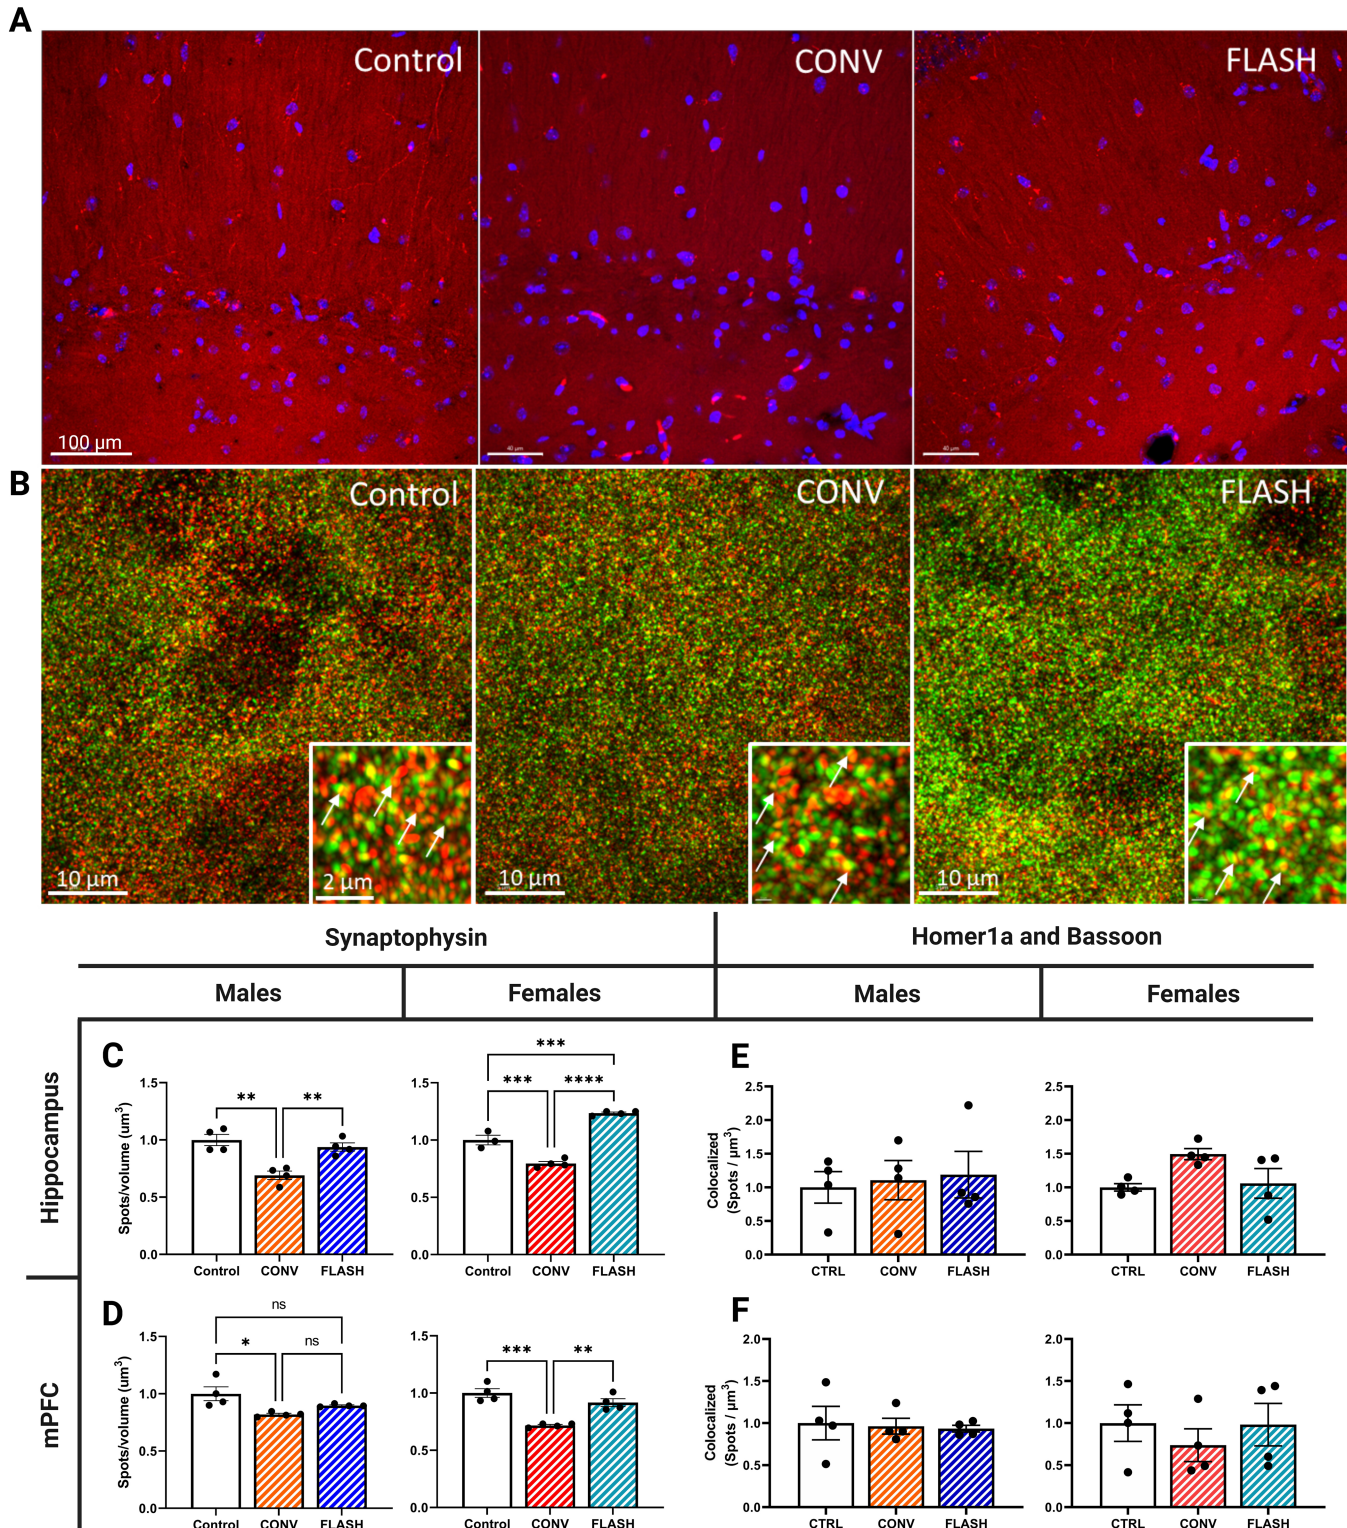 A
Control
CONV
FLASH
100 µm
40 µm
40 µm
B
Control
CONV
FLASH
10 µm
2 µm
10 µm
10 µm
Synaptophysin
Homer1a and Bassoon
Males
Females
Males
Females
Hippocampus
mPFC
C
Spots/volume (um³)
1.5
1.0
0.5
0.0
** **
Control CONV FLASH
1.5
1.0
0.5
0.0
***
*** ****
Control CONV FLASH
E
Colocalized
(Spots / µm³)
2.5
2.0
1.5
1.0
0.5
0.0
CTRL CONV FLASH
2.5
2.0
1.5
1.0
0.5
0.0
CTRL CONV FLASH
D
Spots/volume (um³)
1.5
1.0
0.5
0.0
ns
* ns
Control CONV FLASH
1.5
1.0
0.5
0.0
*** **
Control CONV FLASH
F
Colocalized
(Spots / µm³)
2.0
1.5
1.0
0.5
0.0
CTRL CONV FLASH
2.0
1.5
1.0
0.5
0.0
CTRL CONV FLASH